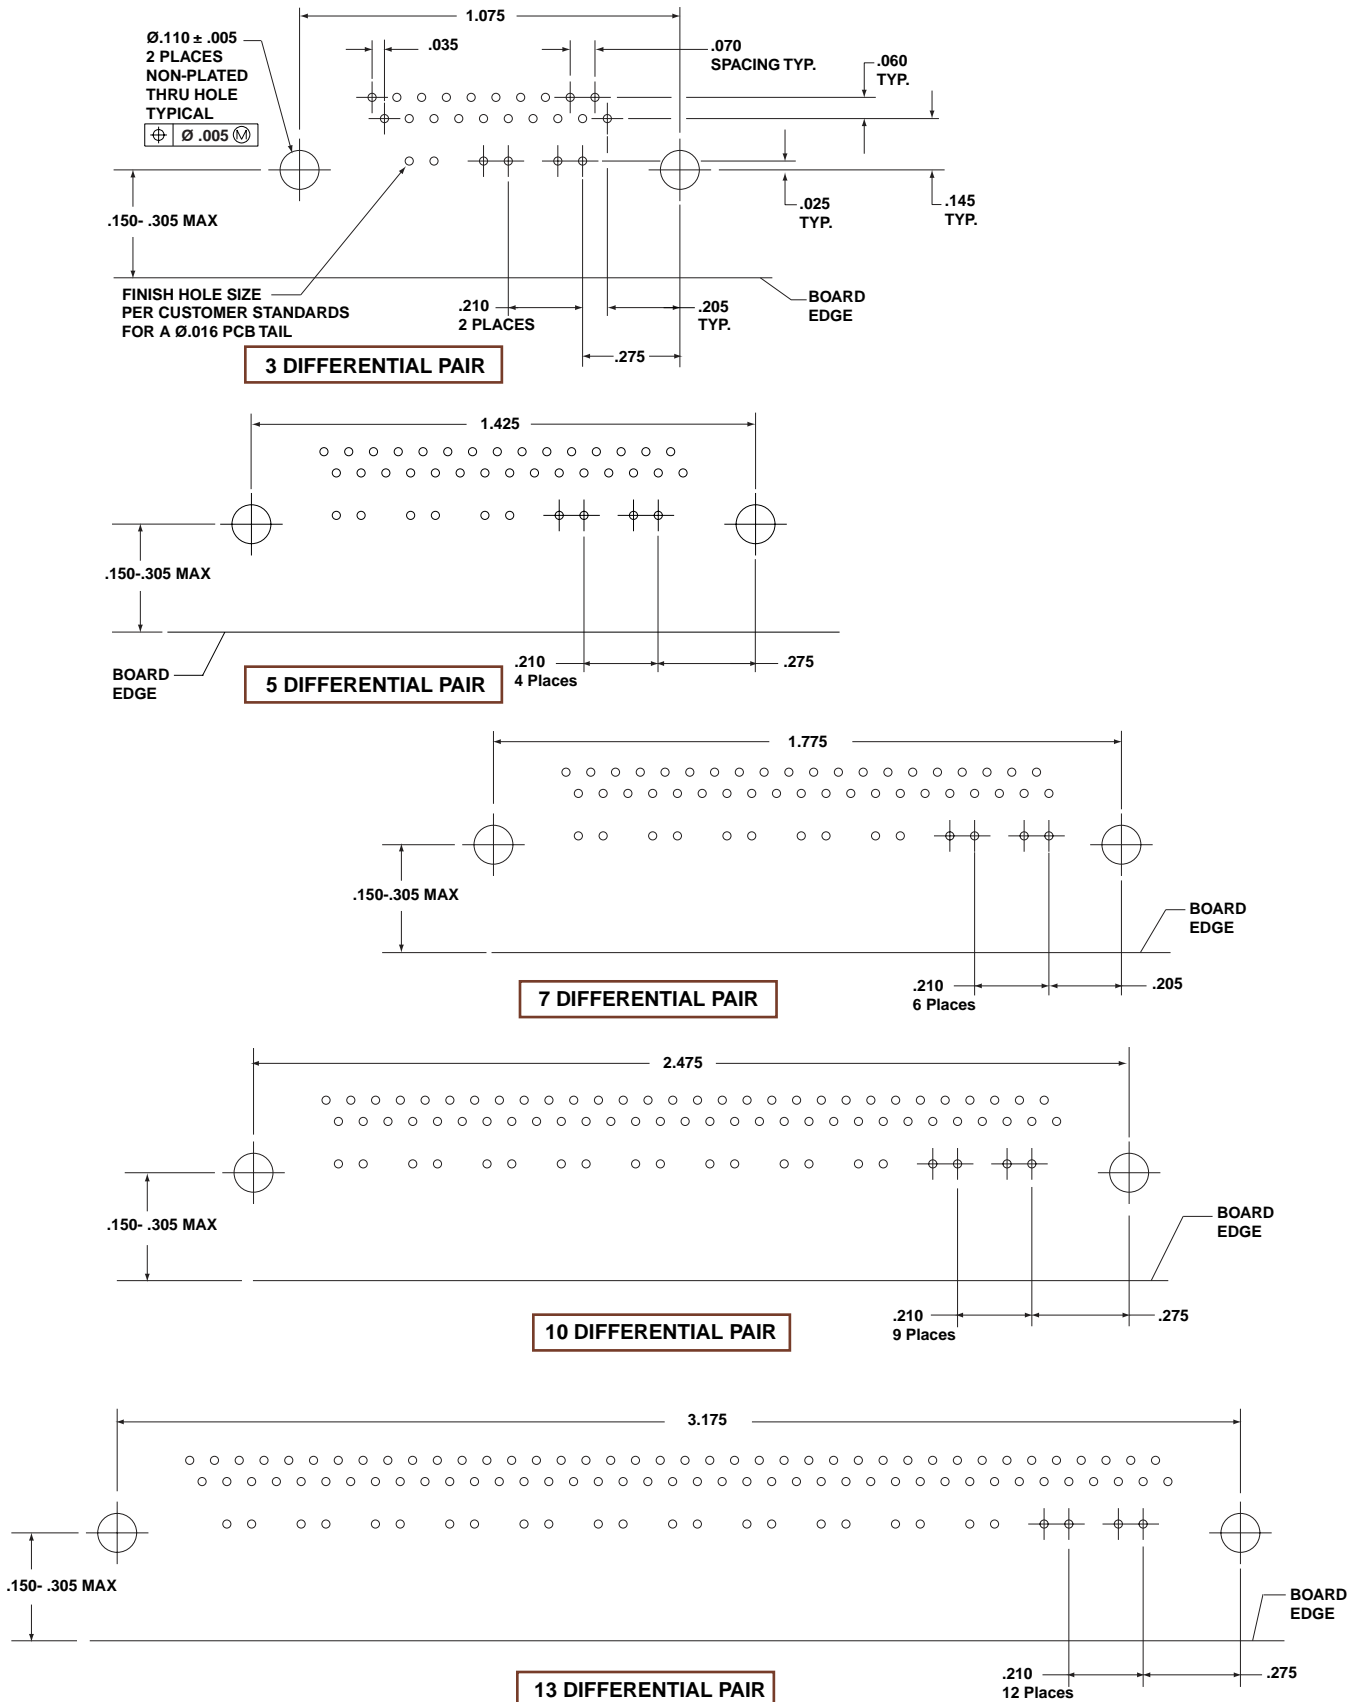 1.075
Ø.110 ± .005
2 PLACES
NON-PLATED
THRU HOLE
TYPICAL
⌖ Ø .005 Ⓜ
.035
.070
SPACING TYP.
.060
TYP.
.150- .305 MAX
.025
TYP.
.145
TYP.
FINISH HOLE SIZE
PER CUSTOMER STANDARDS
FOR A Ø.016 PCB TAIL
.210
2 PLACES
.205
TYP.
BOARD
EDGE
.275
3 DIFFERENTIAL PAIR
1.425
.150-.305 MAX
BOARD
EDGE
.210
4 Places
.275
5 DIFFERENTIAL PAIR
1.775
.150-.305 MAX
BOARD
EDGE
.210
6 Places
.205
7 DIFFERENTIAL PAIR
2.475
.150- .305 MAX
BOARD
EDGE
.210
9 Places
.275
10 DIFFERENTIAL PAIR
3.175
.150- .305 MAX
BOARD
EDGE
.210
12 Places
.275
13 DIFFERENTIAL PAIR